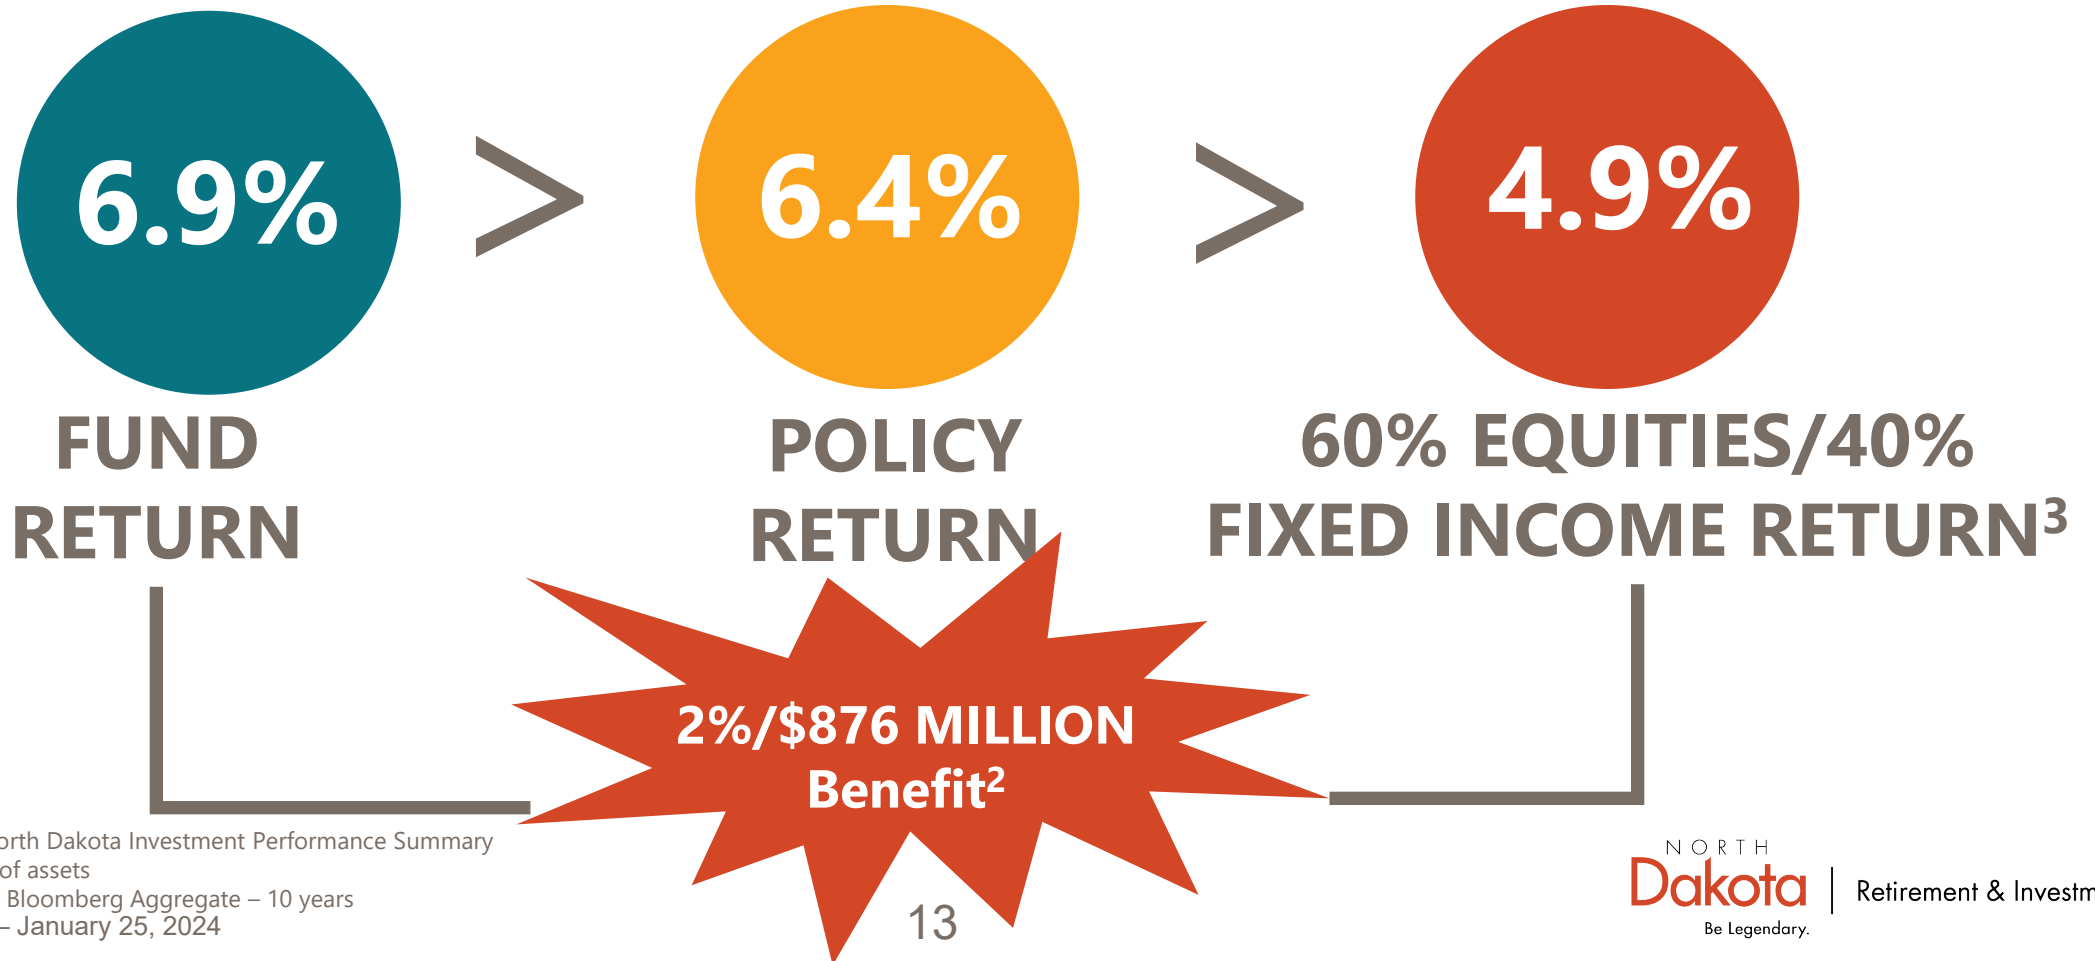 6.9%
>
6.4%
>
4.9%
FUND
RETURN
POLICY
RETURN
60% EQUITIES/40%
FIXED INCOME RETURN³
2%/$876 MILLION
Benefit²
Dakota Investment Performance Summary
of assets
Bloomberg Aggregate – 10 years
– January 25, 2024
13
NORTH
Dakota
Be Legendary.
Retirement &